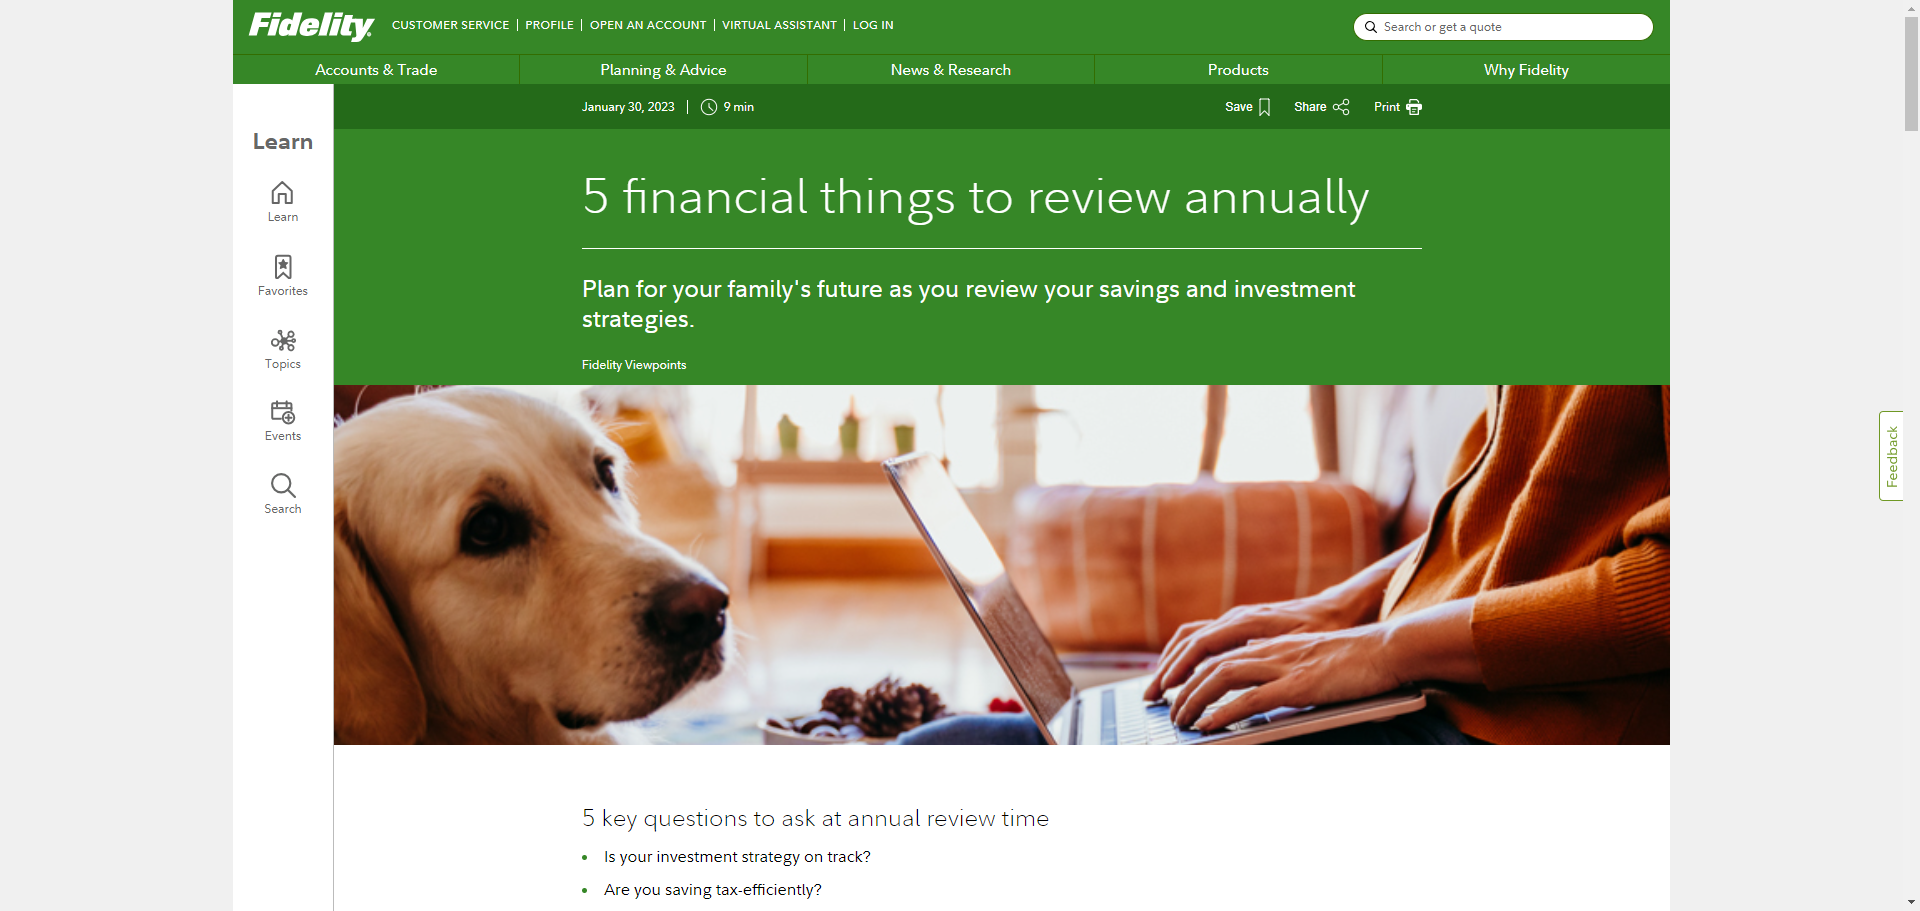 Fidelity
CUSTOMER SERVICE | PROFILE | OPEN AN ACCOUNT | VIRTUAL ASSISTANT | LOG IN
Search or get a quote
Accounts & Trade
Planning & Advice
News & Research
Products
Why Fidelity
January 30, 2023 | 9 min
Save
Share
Print
Learn
Learn
Favorites
Topics
Events
Search
5 financial things to review annually
Plan for your family's future as you review your savings and investment
strategies.
Fidelity Viewpoints
Feedback
5 key questions to ask at annual review time
• Is your investment strategy on track?
• Are you saving tax-efficiently?